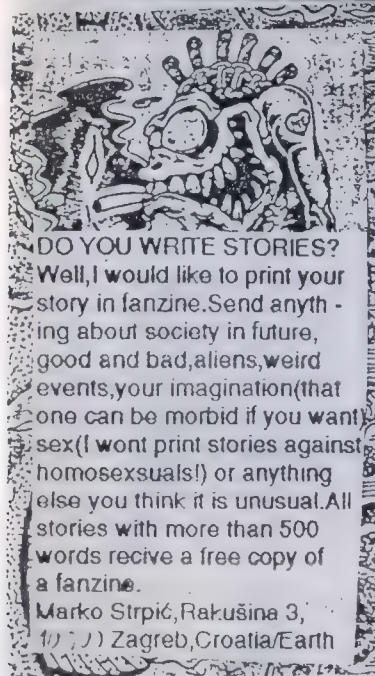 DO YOU WRITE STORIES?
Well,I would like to print your
story in fanzine.Send anyth -
ing about society in future,
good and bad,aliens,weird
events,your imagination(that
one can be morbid if you want)
sex(I wont print stories against
homosexsuals!) or anything
else you think it is unusual.All
stories with more than 500
words recive a free copy of
a fanzine.
Marko Strpić,Rakušina 3,
Zagreb,Croatia/Earth